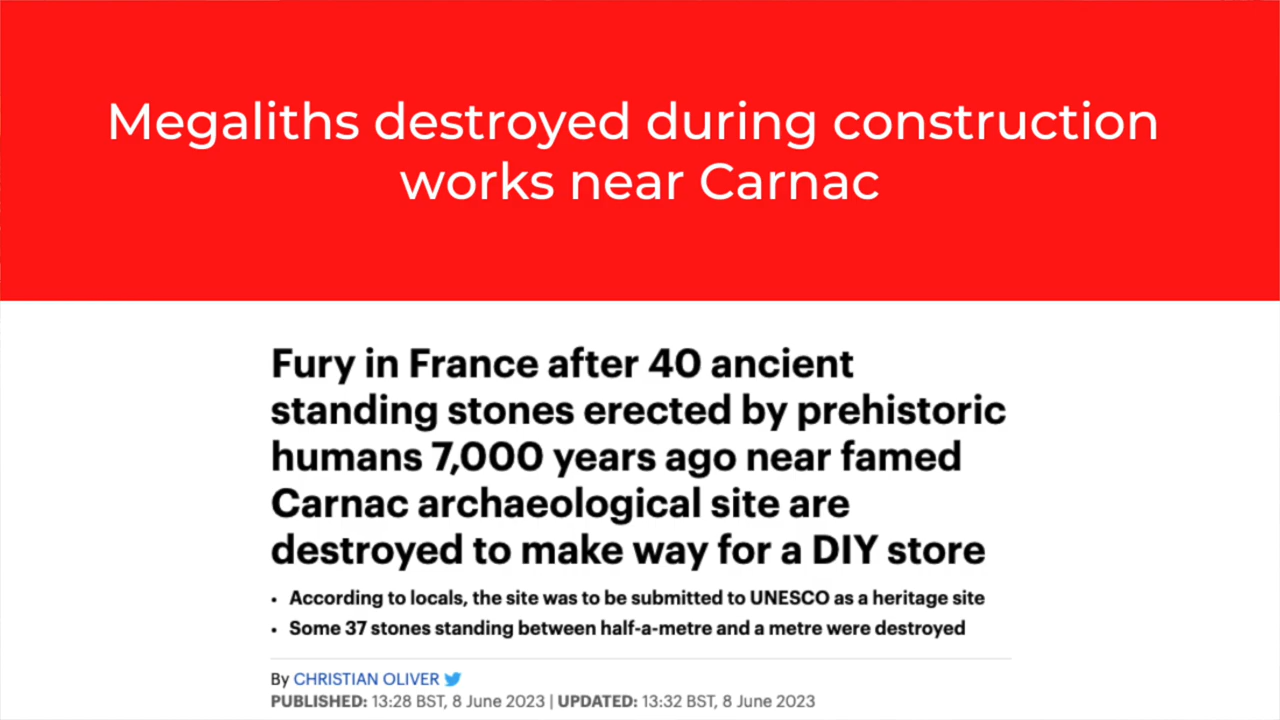 Megaliths destroyed during construction
works near Carnac
Fury in France after 40 ancient
standing stones erected by prehistoric
humans 7,000 years ago near famed
Carnac archaeological site are
destroyed to make way for a DIY store
• According to locals, the site was to be submitted to UNESCO as a heritage site
• Some 37 stones standing between half-a-metre and a metre were destroyed
By CHRISTIAN OLIVER
PUBLISHED: 13:28 BST, 8 June 2023 | UPDATED: 13:32 BST, 8 June 2023